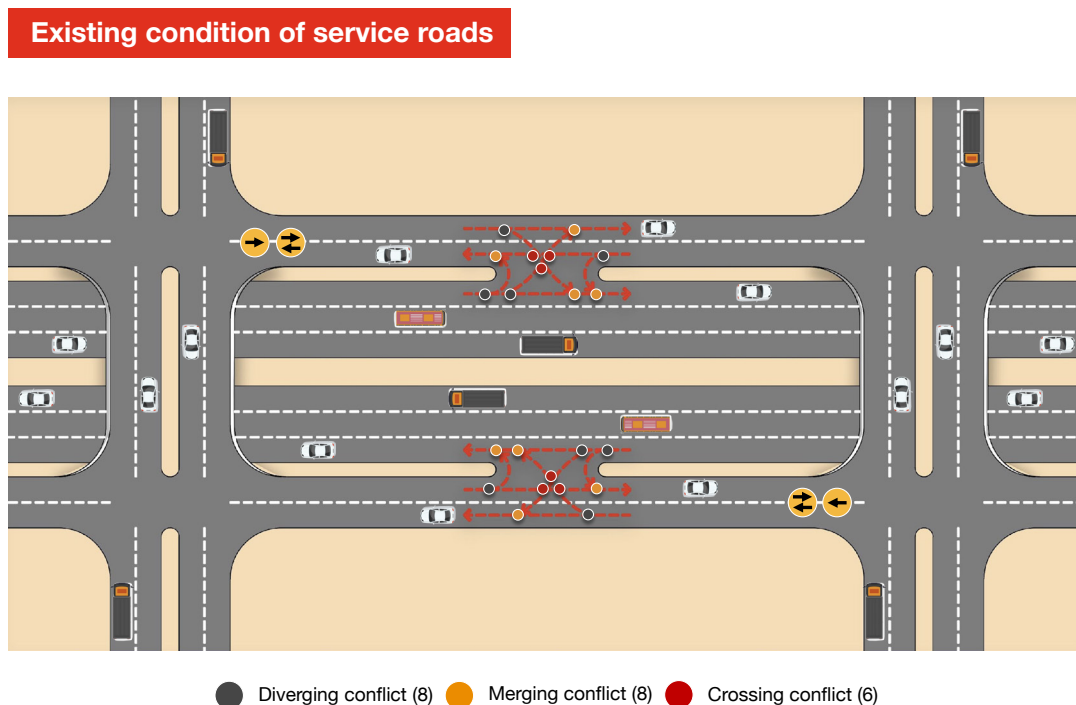 Existing condition of service roads
Diverging conflict (8)
Merging conflict (8)
Crossing conflict (6)